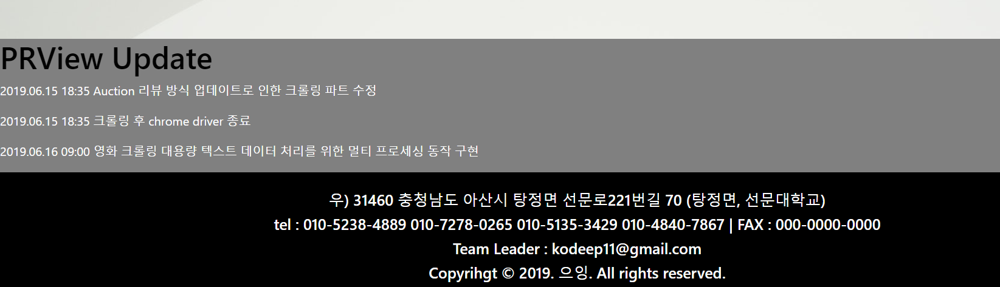 PRView Update
2019.06.15 18:35 Auction 리뷰 방식 업데이트로 인한 크롤링 파트 수정
2019.06.15 18:35 크롤링 후 chrome driver 종료
2019.06.16 09:00 영화 크롤링 대용량 텍스트 데이터 처리를 위한 멀티 프로세싱 동작 구현
우) 31460 충청남도 아산시 탕정면 선문로221번길 70 (탕정면, 선문대학교)
tel : 010-5238-4889 010-7278-0265 010-5135-3429 010-4840-7867 | FAX : 000-0000-0000
Team Leader : kodeep11@gmail.com
Copyrihgt © 2019. 으잉. All rights reserved.